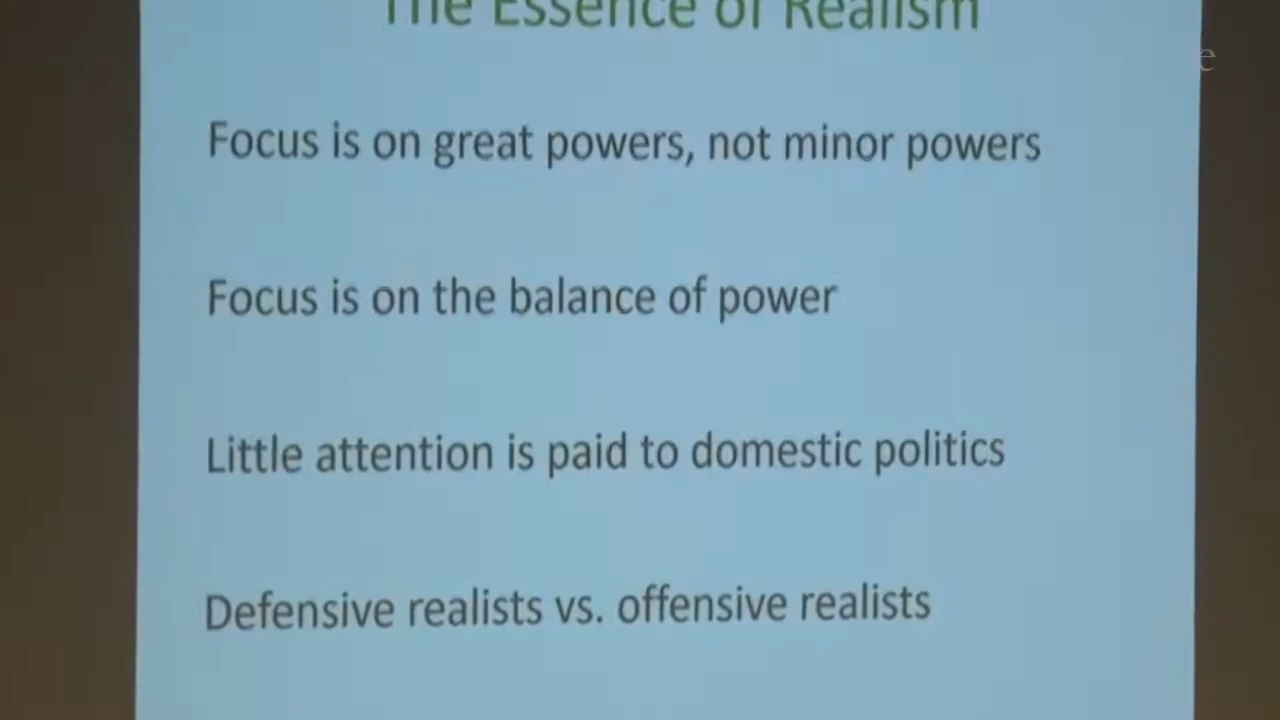 The Essence of Realism
Focus is on great powers, not minor powers
Focus is on the balance of power
Little attention is paid to domestic politics
Defensive realists vs. offensive realists